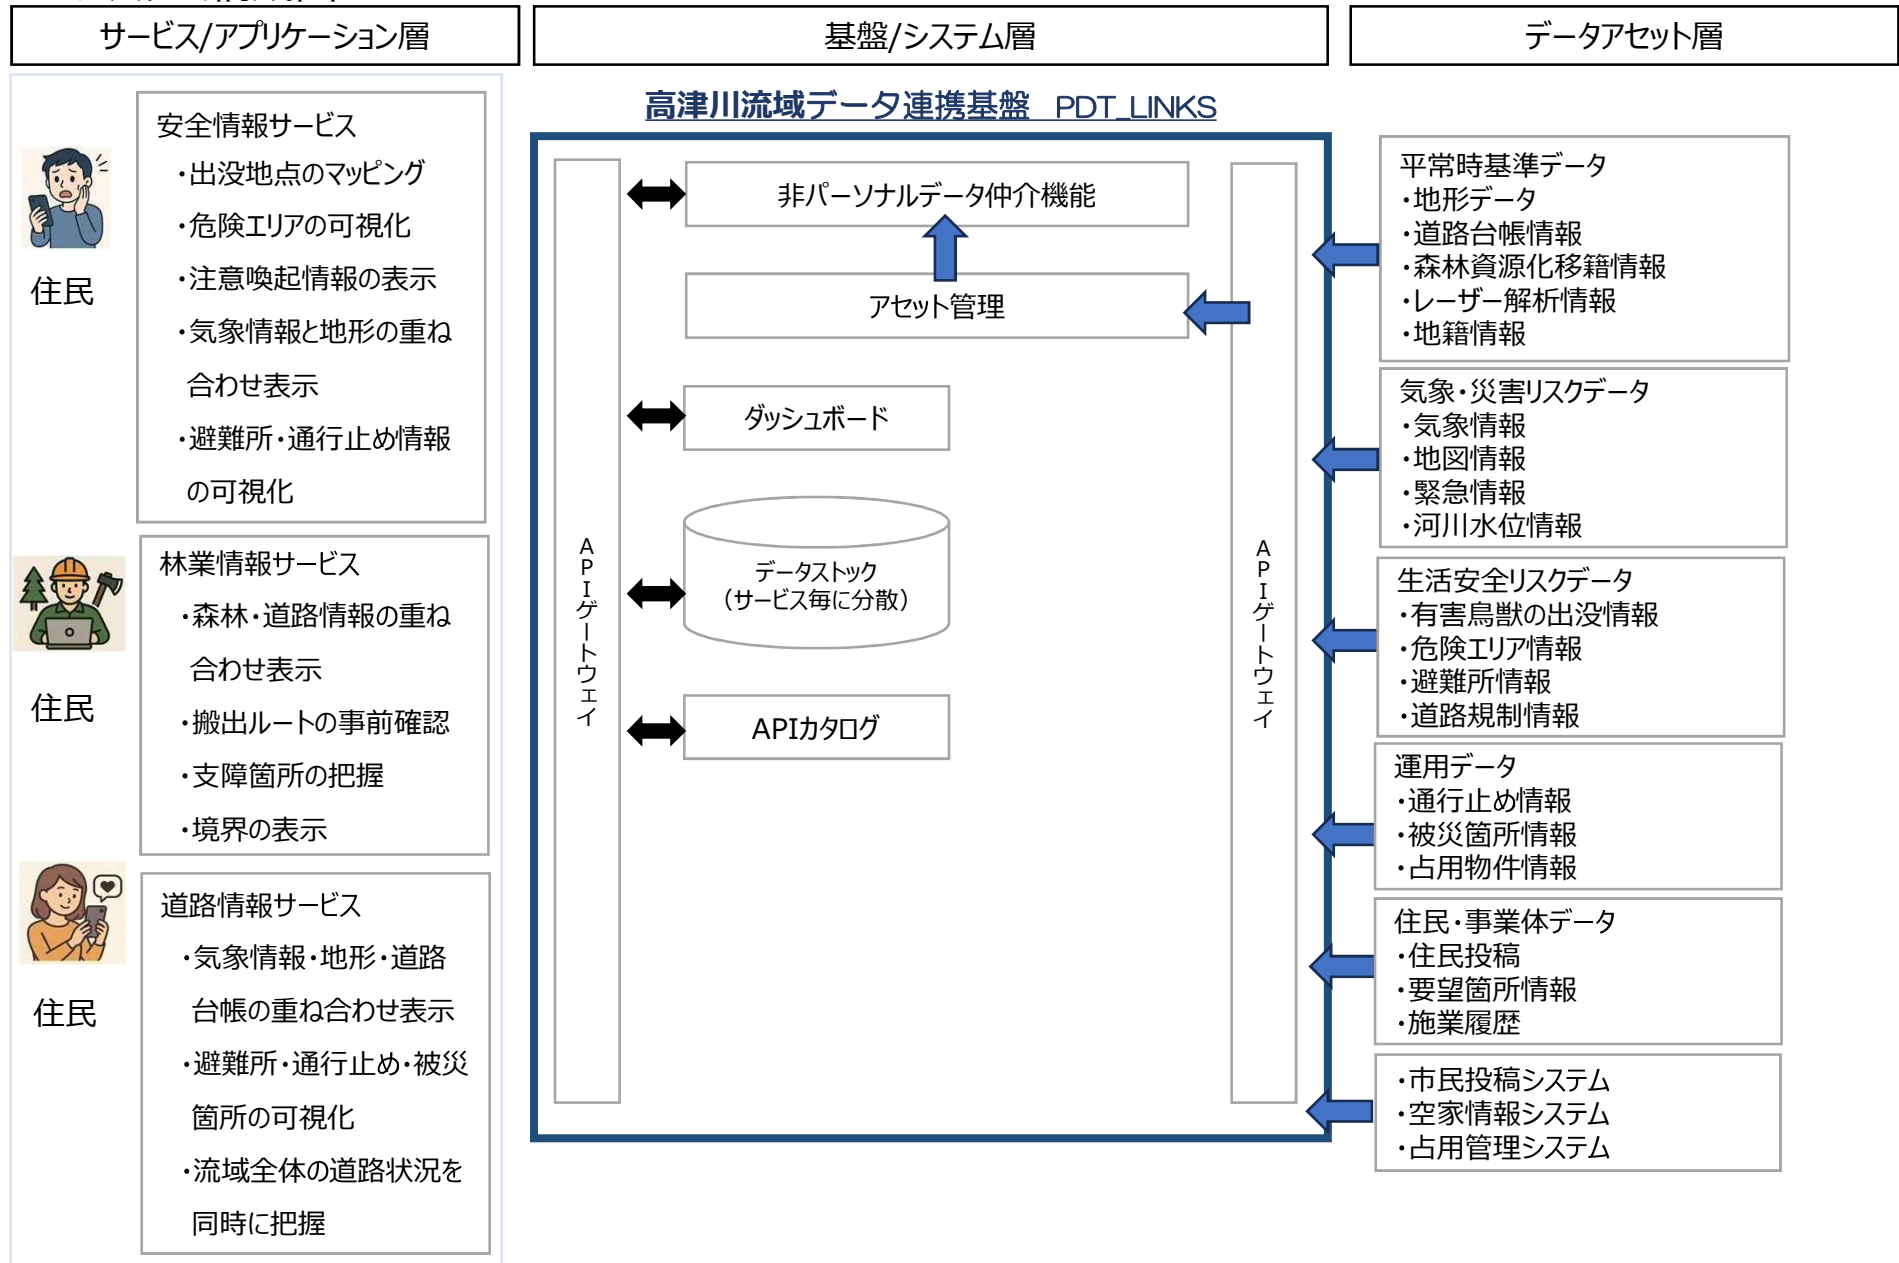 サービス/アプリケーション層
基盤/システム層
データアセット層
住民
安全情報サービス
・出没地点のマッピング
・危険エリアの可視化
・注意喚起情報の表示
・気象情報と地形の重ね
合わせ表示
・避難所・通行止め情報
の可視化
住民
林業情報サービス
・森林・道路情報の重ね
合わせ表示
・搬出ルートの事前確認
・支障箇所の把握
・境界の表示
住民
道路情報サービス
・気象情報・地形・道路
台帳の重ね合わせ表示
・避難所・通行止め・被災
箇所の可視化
・流域全体の道路状況を
同時に把握
高津川流域データ連携基盤 PDT_LINKS
APIゲートウェイ
非パーソナルデータ仲介機能
アセット管理
ダッシュボード
データストック
(サービス毎に分散)
APIカタログ
APIゲートウェイ
平常時基準データ
・地形データ
・道路台帳情報
・森林資源化移籍情報
・レーザー解析情報
・地籍情報
気象・災害リスクデータ
・気象情報
・地図情報
・緊急情報
・河川水位情報
生活安全リスクデータ
・有害鳥獣の出没情報
・危険エリア情報
・避難所情報
・道路規制情報
運用データ
・通行止め情報
・被災箇所情報
・占用物件情報
住民・事業体データ
・住民投稿
・要望箇所情報
・施業履歴
・市民投稿システム
・空家情報システム
・占用管理システム